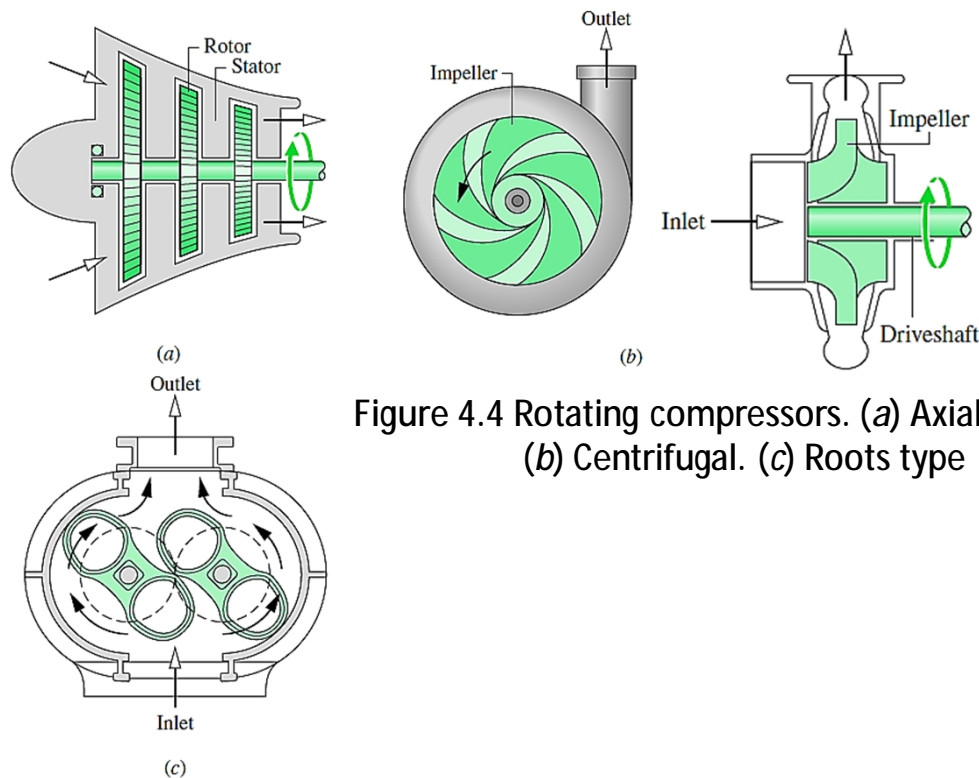 Outlet
Rotor
Stator
Impeller
Impeller
Inlet
Driveshaft
(a)
(b)
Outlet
Figure 4.4 Rotating compressors. (a) Axial
(b) Centrifugal. (c) Roots type
Inlet
(c)